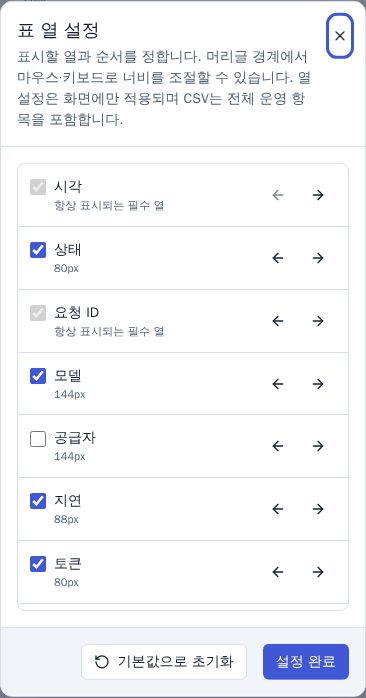 표 열 설정
표시할 열과 순서를 정합니다. 머리글 경계에서
마우스·키보드로 너비를 조절할 수 있습니다. 열
설정은 화면에만 적용되며 CSV는 전체 운영 항
목을 포함합니다.
시각
항상 표시되는 필수 열
상태
80px
요청 ID
항상 표시되는 필수 열
모델
144px
공급자
144px
지연
88px
토큰
80px
기본값으로 초기화
설정 완료